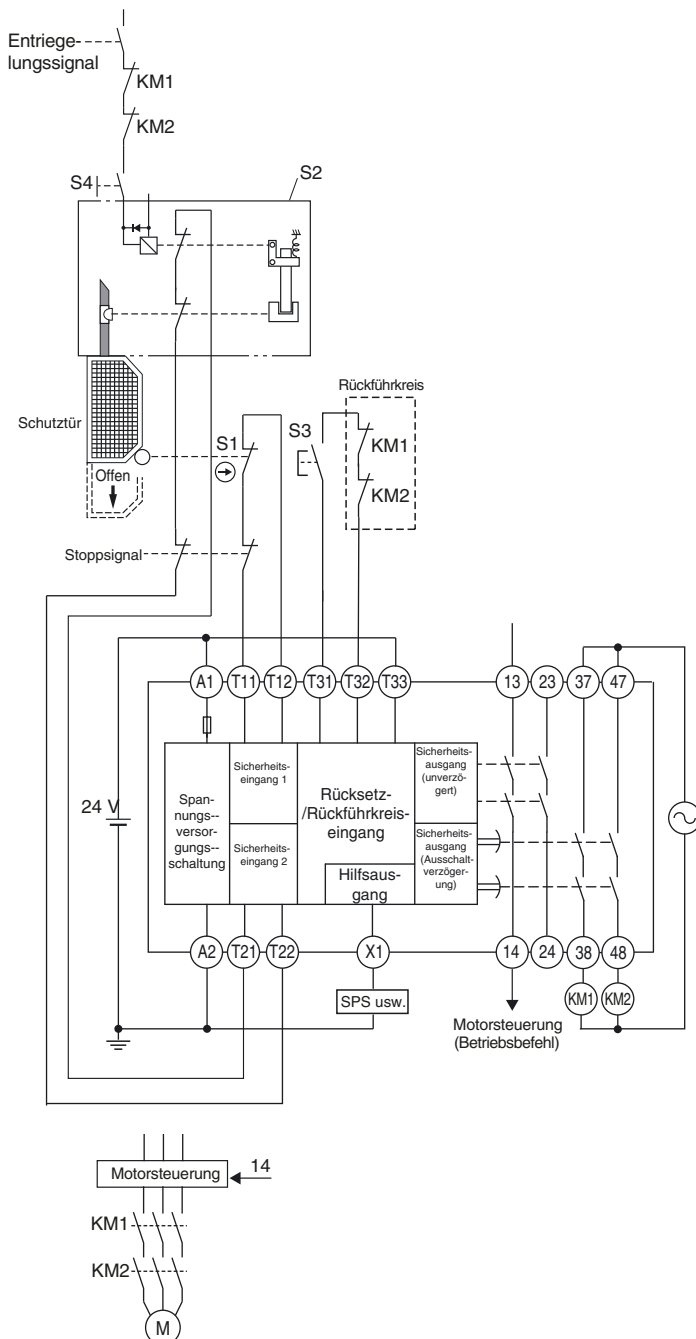 Entriege-
lungssignal
KM1
KM2
S4
S2
Schutztür
Offen
S1
S3
Rückführkreis
KM1
KM2
Stoppsignal
A1 T11 T12 T31 T32 T33 13 23 37 47
24 V
Span-
nungs--
versor-
gungs--
schaltung
Sicherheits-
eingang 1
Sicherheits-
eingang 2
Rücksetz-
/Rückführkreis-
eingang
Hilfsaus-
gang
Sicherheits-
ausgang
(unverzö-
gert)
Sicherheits-
ausgang
(Ausschalt-
verzöge-
rung)
A2 T21 T22 X1 14 24 38 48
SPS usw.
KM1 KM2
Motorsteuerung
(Betriebsbefehl)
Motorsteuerung
14
KM1
KM2
M